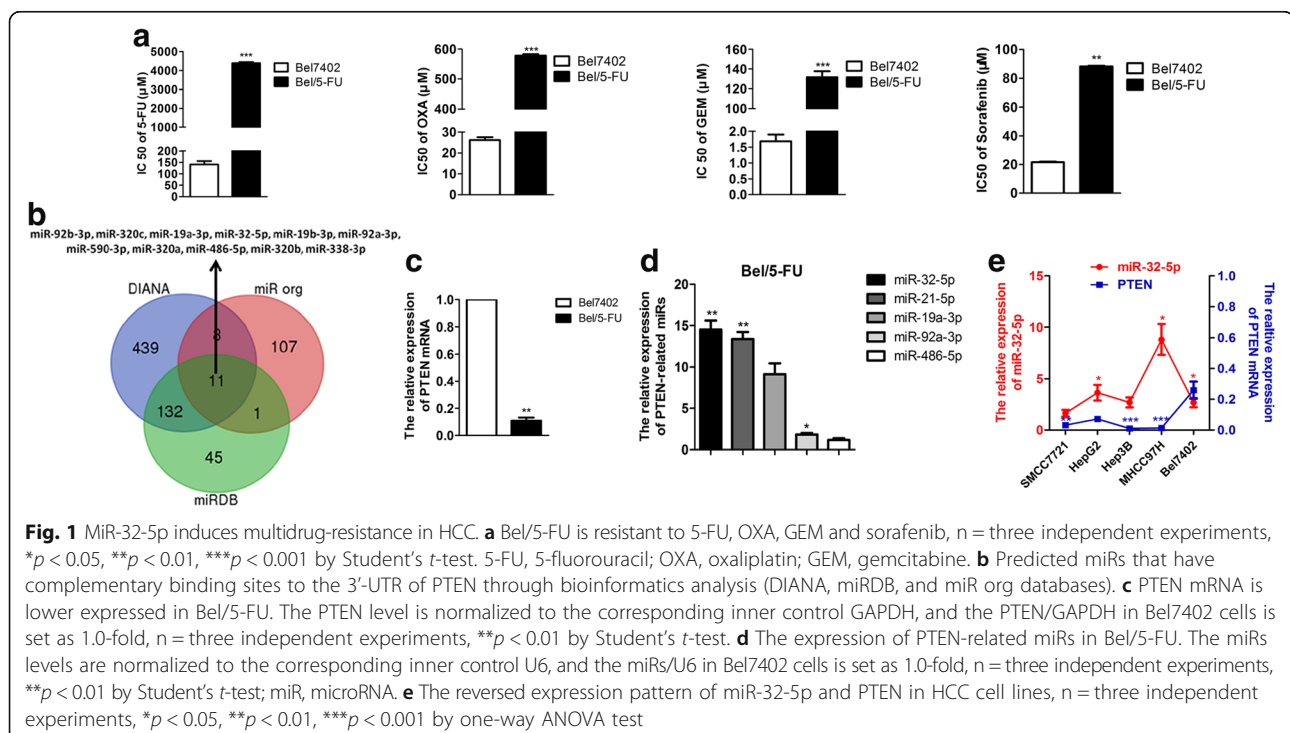 a
IC 50 of 5-FU (µM)
5000
4000
3000
2000
1000
200
150
100
50
0
***
Bel7402
Bel/5-FU
IC50 of OXA (µM)
600
500
400
30
20
10
0
***
Bel7402
Bel/5-FU
IC 50 of GEM (µM)
160
140
120
100
2.0
1.5
1.0
0.5
0.0
***
Bel7402
Bel/5-FU
IC50 of Sorafenib (µM)
100
80
60
40
20
0
**
Bel7402
Bel/5-FU
b
miR-92b-3p, miR-320c, miR-19a-3p, miR-32-5p, miR-19b-3p, miR-92a-3p,
miR-590-3p, miR-320a, miR-486-5p, miR-320b, miR-338-3p
DIANA
miR org
439
8
107
11
132
1
45
miRDB
c
The relative expression
of PTEN mRNA
1.0
0.8
0.6
0.4
0.2
0.0
**
Bel7402
Bel/5-FU
d
Bel/5-FU
The relative expression
of PTEN-related miRs
20
15
10
5
0
**
**
*
miR-32-5p
miR-21-5p
miR-19a-3p
miR-92a-3p
miR-486-5p
e
miR-32-5p
PTEN
The relative expression
of miR-32-5p
15
10
5
0
*
*
*
**
***
***
1.0
0.8
0.6
0.4
0.2
0.0
The realtive expression
of PTEN mRNA
SMCC7721
HepG2
Hep3B
MHCC97H
Bel7402
Fig. 1 MiR-32-5p induces multidrug-resistance in HCC. a Bel/5-FU is resistant to 5-FU, OXA, GEM and sorafenib, n = three independent experiments,
*p < 0.05, **p < 0.01, ***p < 0.001 by Student's t-test. 5-FU, 5-fluorouracil; OXA, oxaliplatin; GEM, gemcitabine. b Predicted miRs that have
complementary binding sites to the 3'-UTR of PTEN through bioinformatics analysis (DIANA, miRDB, and miR org databases). c PTEN mRNA is
lower expressed in Bel/5-FU. The PTEN level is normalized to the corresponding inner control GAPDH, and the PTEN/GAPDH in Bel7402 cells is
set as 1.0-fold, n = three independent experiments, **p < 0.01 by Student's t-test. d The expression of PTEN-related miRs in Bel/5-FU. The miRs
levels are normalized to the corresponding inner control U6, and the miRs/U6 in Bel7402 cells is set as 1.0-fold, n = three independent experiments,
**p < 0.01 by Student's t-test; miR, microRNA. e The reversed expression pattern of miR-32-5p and PTEN in HCC cell lines, n = three independent
experiments, *p < 0.05, **p < 0.01, ***p < 0.001 by one-way ANOVA test